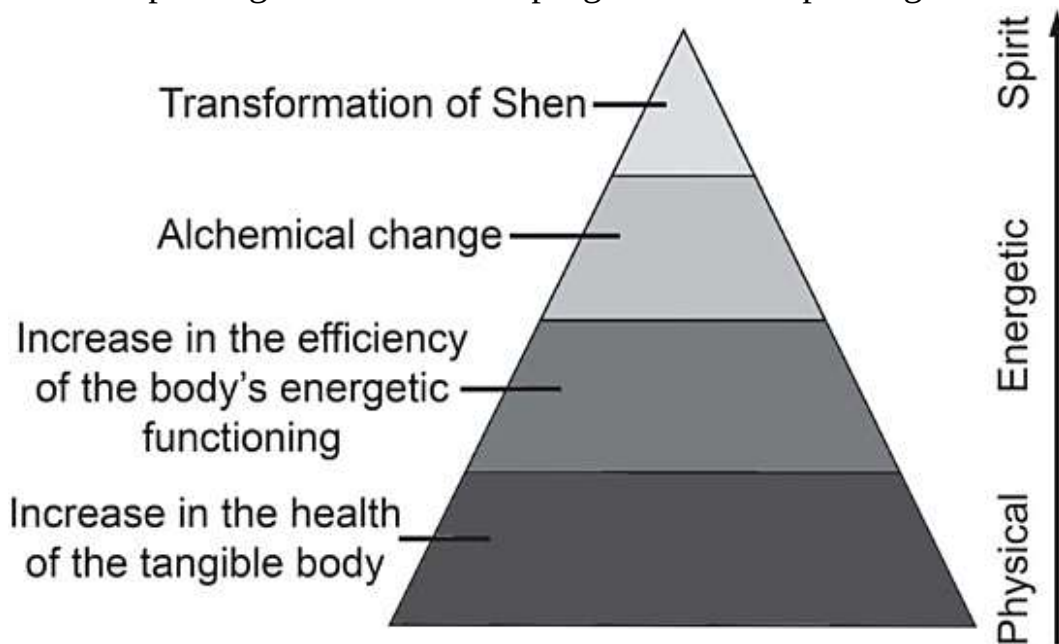 Transformation of Shen
Alchemical change
Increase in the efficiency
of the body's energetic
functioning
Increase in the health
of the tangible body
Spirit
Energetic
Physical